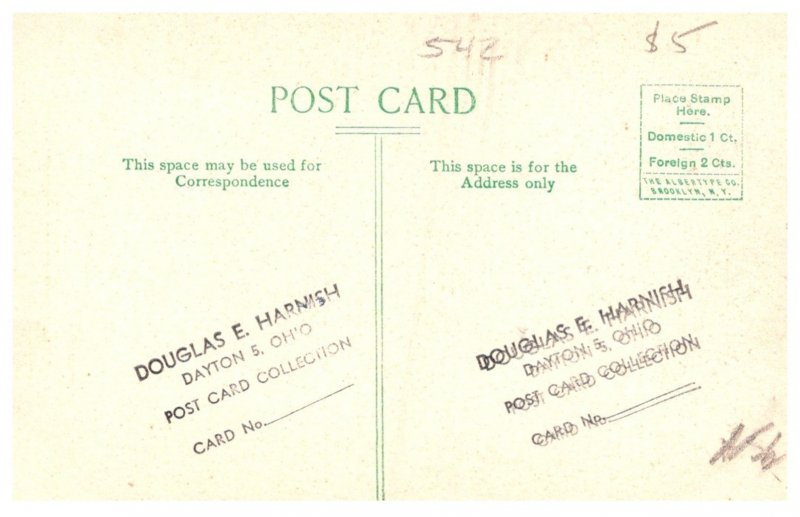 542
$5
POST CARD
Place Stamp
Here.
Domestic 1 Ct.
Foreign 2 Cts.
THE ALBERTYPE CO.
BROOKLYN, N.Y.
This space may be used for
Correspondence
This space is for the
Address only
DOUGLAS E. HARNISH
DAYTON 5, OH'O
POST CARD COLLECTION
CARD No.
DOUGLAS E. HARNISH
DAYTON 5, OHIO
POST CARD COLLECTION
CARD No.